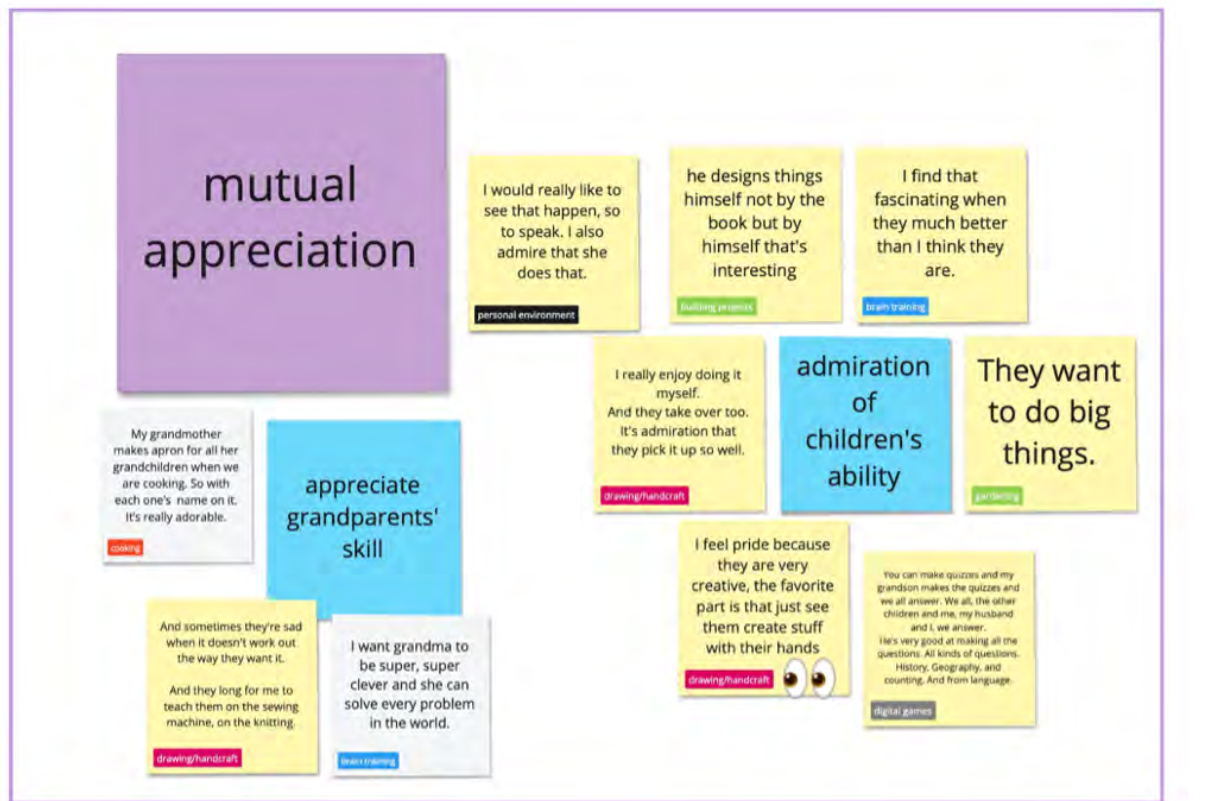 mutual
appreciation
I would really like to
see that happen, so
to speak. I also
admire that she
does that.
personal environment
he designs things
himself not by the
book but by
himself that's
interesting
building projects
I find that
fascinating when
they much better
than I think they
are.
brain training
I really enjoy doing it
myself.
And they take over too.
It's admiration that
they pick it up so well.
drawing/handcraft
admiration
of
children's
ability
They want
to do big
things.
gardening
My grandmother
makes apron for all her
grandchildren when we
are cooking. So with
each one's name on it.
It's really adorable.
cooking
appreciate
grandparents'
skill
I feel pride because
they are very
creative, the favorite
part is that just see
them create stuff
with their hands
drawing/handcraft
You can make quizzes and my
grandson makes the quizzes and
we all answer. We all, the other
children and me, my husband
and I, we answer.
He's very good at making all the
questions. All kinds of questions.
History, Geography, and
counting. And from language.
digital games
And sometimes they're sad
when it doesn't work out
the way they want it.
And they long for me to
teach them on the sewing
machine, on the knitting.
drawing/handcraft
I want grandma to
be super, super
clever and she can
solve every problem
in the world.
brain training